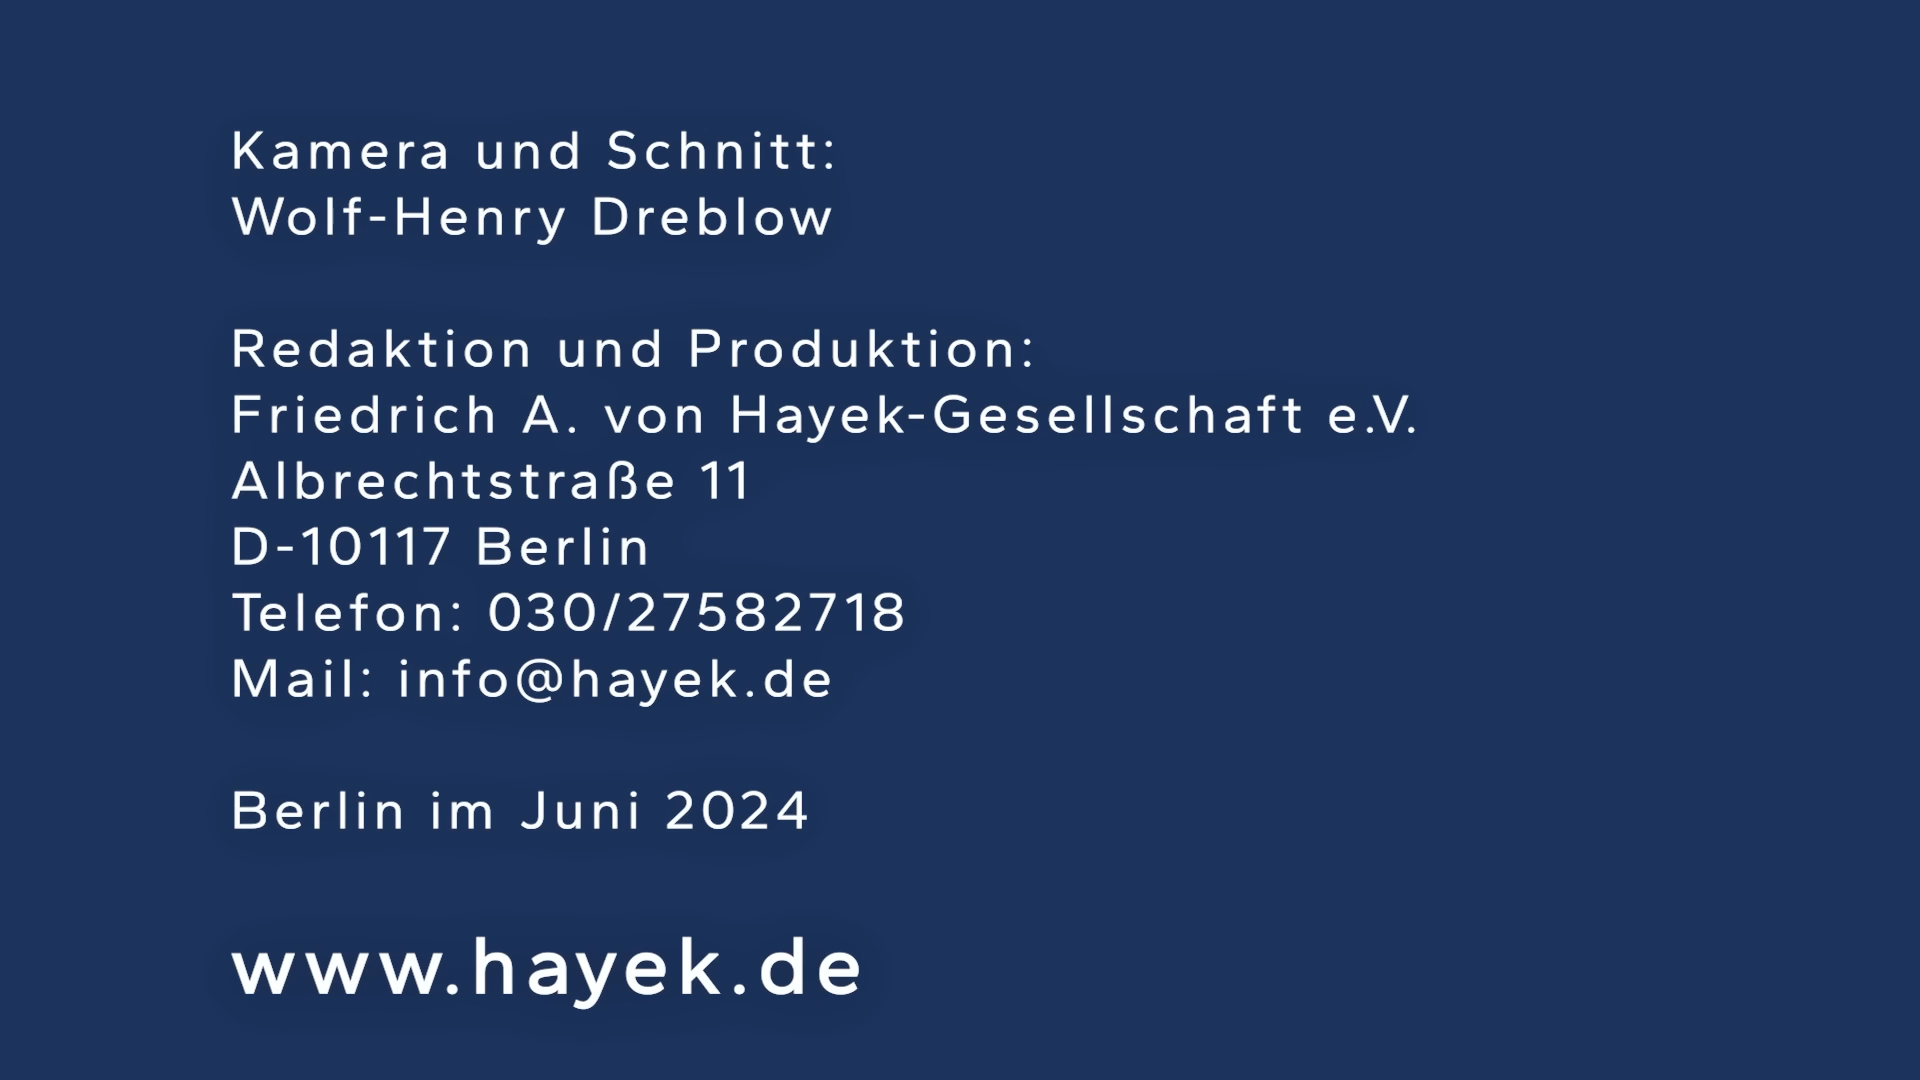 Kamera und Schnitt:
Wolf-Henry Dreblow
Redaktion und Produktion:
Friedrich A. von Hayek-Gesellschaft e.V.
Albrechtstraße 11
D-10117 Berlin
Telefon: 030/27582718
Mail: info@hayek.de
Berlin im Juni 2024
www.hayek.de